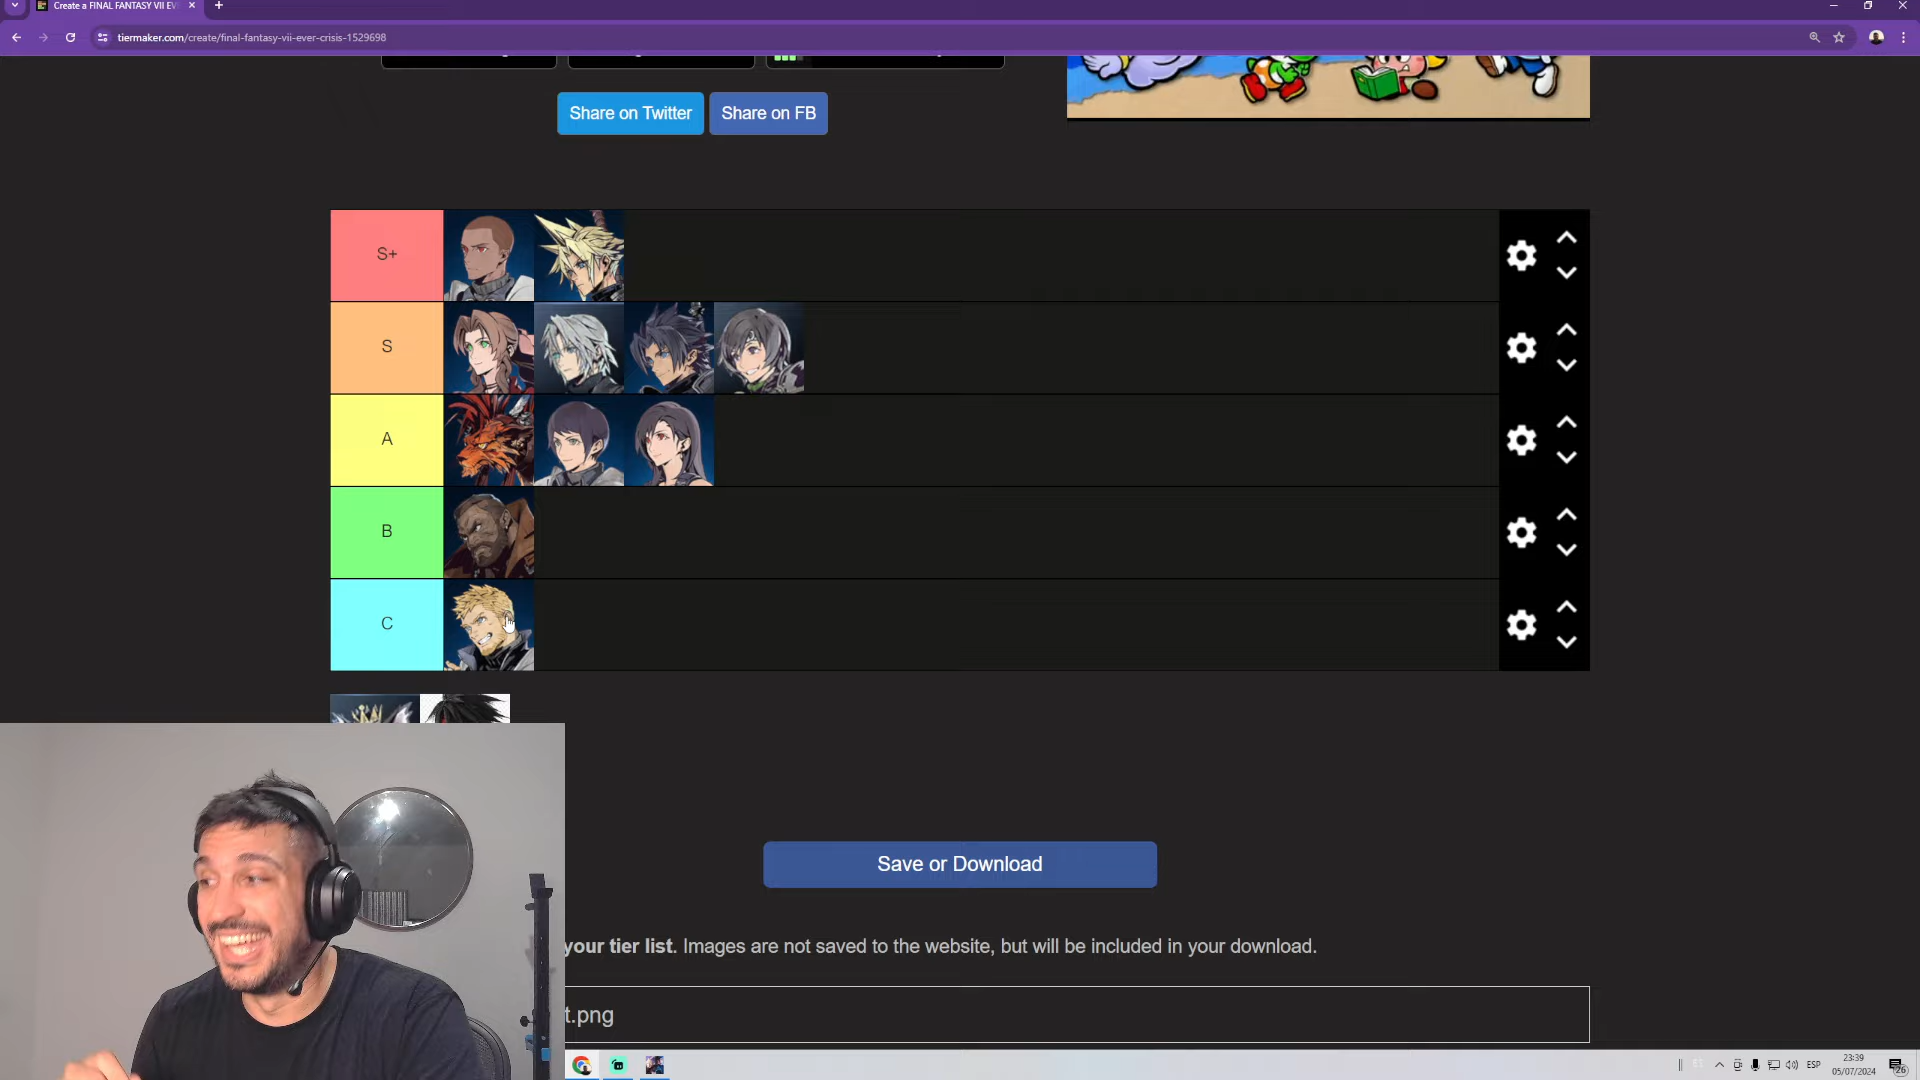 Create a FINAL FANTASY VII EV
tiermaker.com/create/final-fantasy-vii-ever-crisis-1529698
Share on Twitter
Share on FB
S+
S
A
B
C
Save or Download
your tier list. Images are not saved to the website, but will be included in your download.
t.png
ESP
23:39
05/07/2024
26